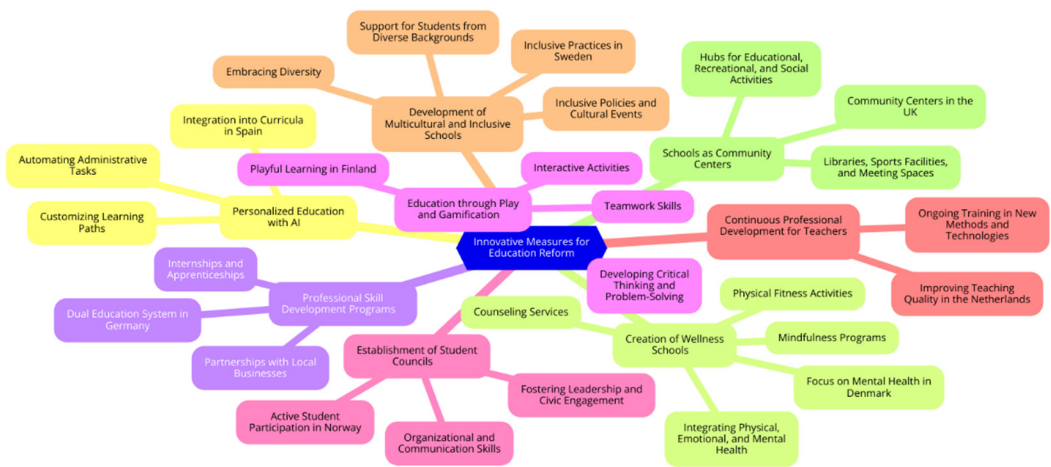 Support for Students from
Diverse Backgrounds
Inclusive Practices in
Sweden
Embracing Diversity
Development of
Multicultural and Inclusive
Schools
Inclusive Policies and
Cultural Events
Hubs for Educational,
Recreational, and Social
Activities
Community Centers in the
UK
Schools as Community
Centers
Libraries, Sports Facilities,
and Meeting Spaces
Integration into Curricula
in Spain
Automating Administrative
Tasks
Customizing Learning
Paths
Personalized Education
with AI
Playful Learning in Finland
Interactive Activities
Education through Play
and Gamification
Teamwork Skills
Developing Critical
Thinking and
Problem-Solving
Innovative Measures for
Education Reform
Continuous Professional
Development for Teachers
Ongoing Training in New
Methods and
Technologies
Improving Teaching
Quality in the Netherlands
Internships and
Apprenticeships
Dual Education System in
Germany
Professional Skill
Development Programs
Partnerships with Local
Businesses
Counseling Services
Physical Fitness Activities
Creation of Wellness
Schools
Mindfulness Programs
Focus on Mental Health in
Denmark
Integrating Physical,
Emotional, and Mental
Health
Establishment of Student
Councils
Fostering Leadership and
Civic Engagement
Active Student
Participation in Norway
Organizational and
Communication Skills